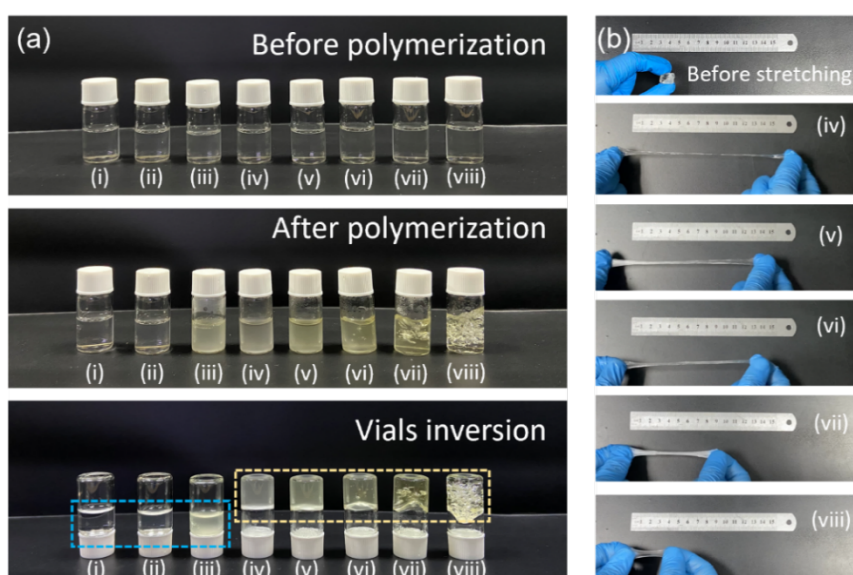 (a)
Before polymerization
(i) (ii) (iii) (iv) (v) (vi) (vii) (viii)
After polymerization
(i) (ii) (iii) (iv) (v) (vi) (vii) (viii)
Vials inversion
(i) (ii) (iii) (iv) (v) (vi) (vii) (viii)
(b)
Before stretching
(iv)
(v)
(vi)
(vii)
(viii)